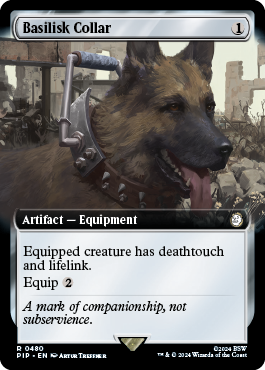 Basilisk Collar 1
Artifact — Equipment
Equipped creature has deathtouch
and lifelink.
Equip 2
A mark of companionship, not
subservience.
R 0480 ©2024 BSW
PIP • EN Artur Treffner ™ & © 2024 Wizards of the Coast